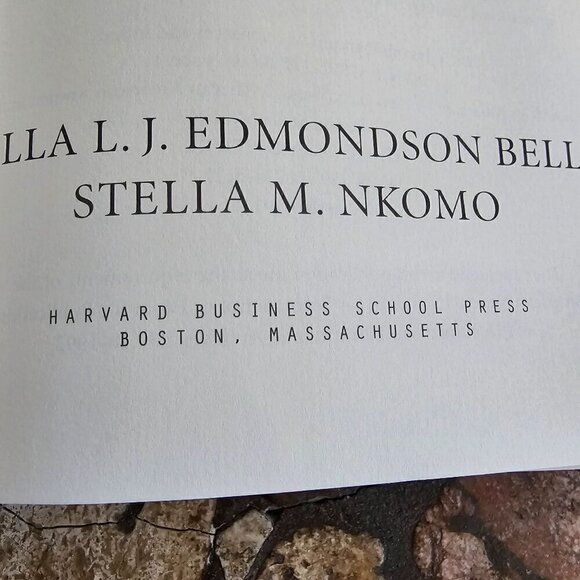 LLA L. J. EDMONDSON BELL
STELLA M. NKOMO
HARVARD BUSINESS SCHOOL PRESS
BOSTON, MASSACHUSETTS